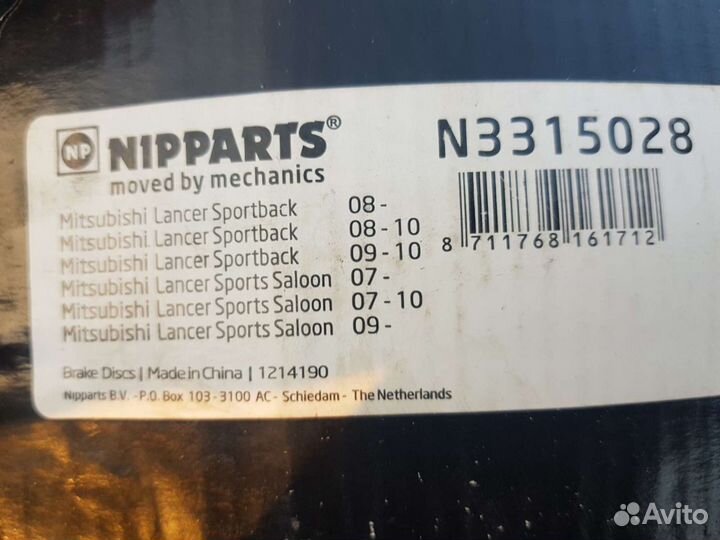 NP NIPPARTS® N3315028
moved by mechanics
Mitsubishi Lancer Sportback 08 -
Mitsubishi Lancer Sportback 08 - 10
Mitsubishi Lancer Sportback 09 - 10
Mitsubishi Lancer Sports Saloon 07 -
Mitsubishi Lancer Sports Saloon 07 - 10
Mitsubishi Lancer Sports Saloon 09 -
8 711768 161712
Brake Discs | Made in China | 1214190
Nipparts B.V. - P.O. Box 103 - 3100 AC - Schiedam - The Netherlands
Avito